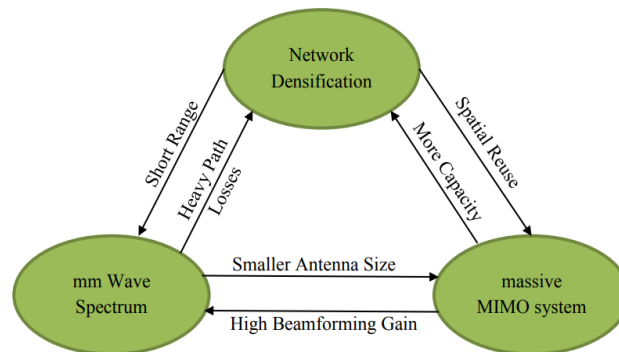 Network
Densification
Short Range
Heavy Path
Losses
More Capacity
Spatial Reuse
mm Wave
Spectrum
Smaller Antenna Size
High Beamforming Gain
massive
MIMO system